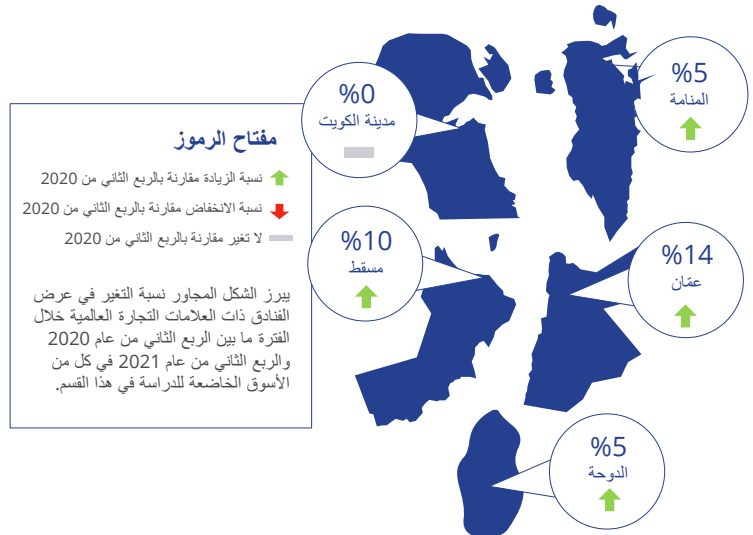 %5
المنامة
%0
مدينة الكويت
مفتاح الرموز
نسبة الزيادة مقارنة بالربع الثاني من 2020
نسبة الانخفاض مقارنة بالربع الثاني من 2020
لا تغير مقارنة بالربع الثاني من 2020
يبرز الشكل المجاور نسبة التغير في عرض
الفنادق ذات العلامات التجارة العالمية خلال
الفترة ما بين الربع الثاني من عام 2020
والربع الثاني من عام 2021 في كل من
الأسوق الخاضعة للدراسة في هذا القسم.
%10
مسقط
%14
عمّان
%5
الدوحة